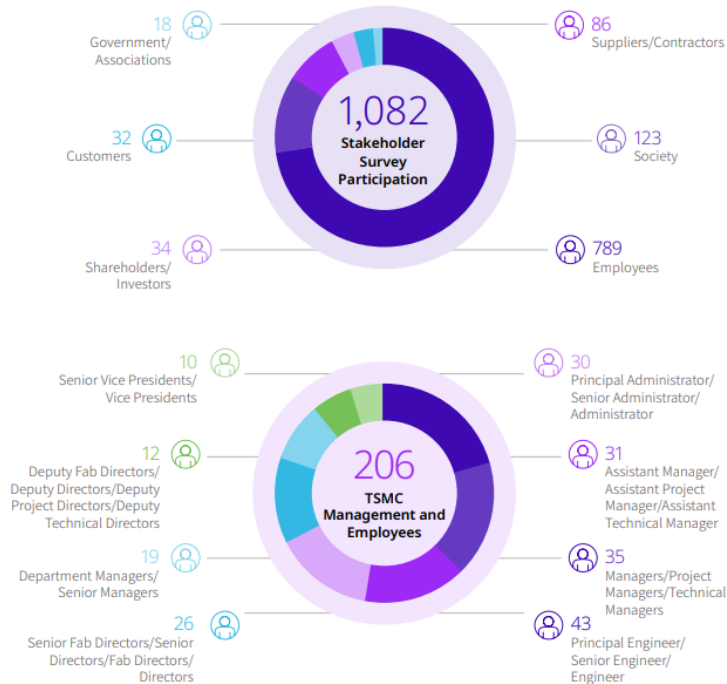 18
Government/
Associations
32
Customers
34
Shareholders/
Investors
1,082
Stakeholder
Survey
Participation
86
Suppliers/Contractors
123
Society
789
Employees
10
Senior Vice Presidents/
Vice Presidents
12
Deputy Fab Directors/
Deputy Directors/Deputy
Project Directors/Deputy
Technical Directors
19
Department Managers/
Senior Managers
26
Senior Fab Directors/Senior
Directors/Fab Directors/
Directors
206
TSMC
Management and
Employees
30
Principal Administrator/
Senior Administrator/
Administrator
31
Assistant Manager/
Assistant Project
Manager/Assistant
Technical Manager
35
Managers/Project
Managers/Technical
Managers
43
Principal Engineer/
Senior Engineer/
Engineer